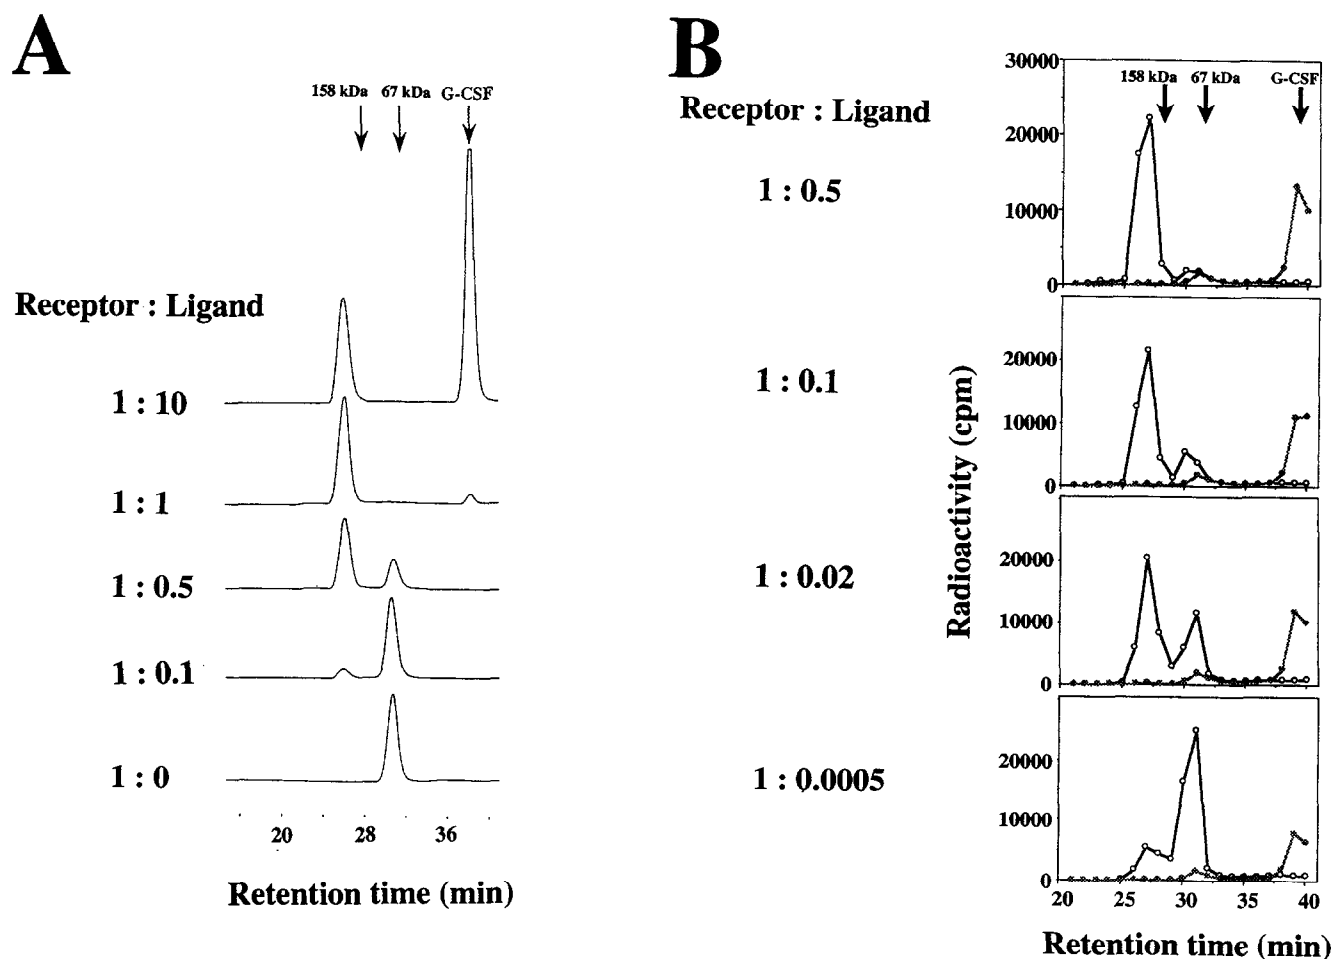 A
158 kDa 67 kDa G-CSF
Receptor : Ligand
1 : 10
1 : 1
1 : 0.5
1 : 0.1
1 : 0
20 28 36
Retention time (min)
B
Receptor : Ligand
1 : 0.5
1 : 0.1
1 : 0.02
1 : 0.0005
Radioactivity (cpm)
158 kDa 67 kDa G-CSF
30000
20000
10000
0
20000
10000
0
20000
10000
0
20000
10000
0
20 25 30 35 40
Retention time (min)